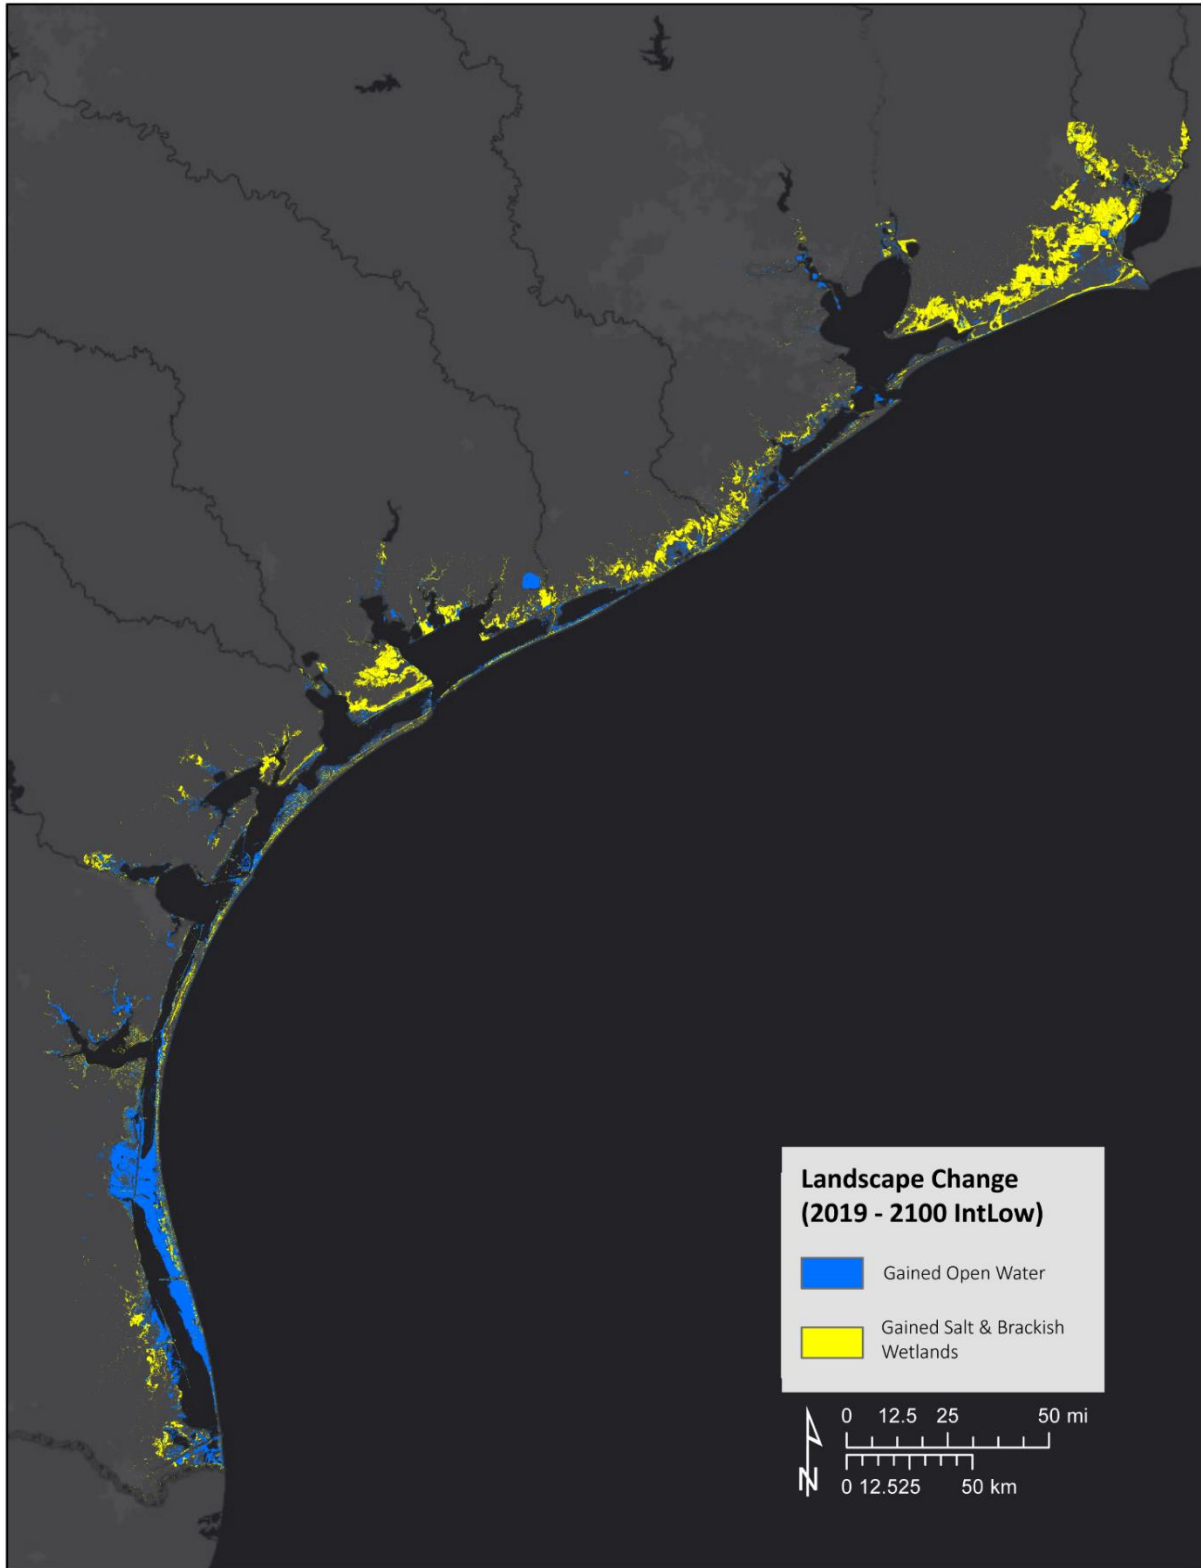 Landscape Change
(2019 - 2100 IntLow)
Gained Open Water
Gained Salt & Brackish
Wetlands
N
0 12.5 25 50 mi
0 12.525 50 km